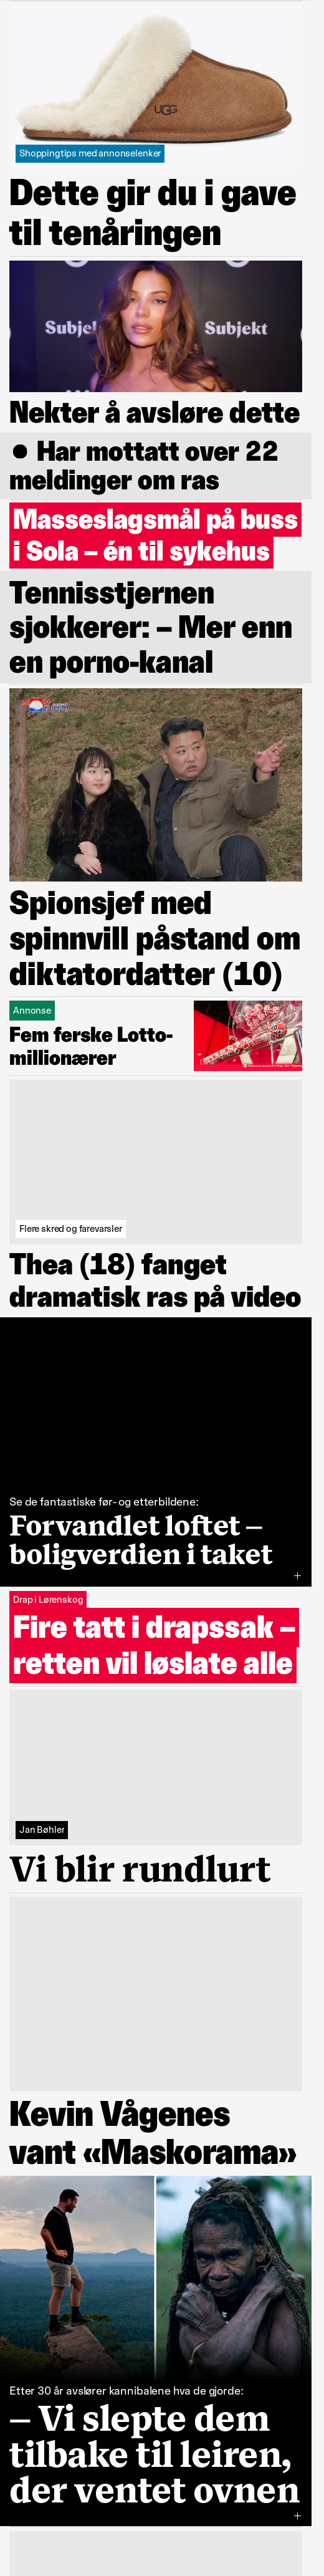 UGG
Shoppingtips med annonselenker
Dette gir du i gave
til tenåringen
Subjekt Subjekt
Nekter å avsløre dette
● Har mottatt over 22
meldinger om ras
Masseslagsmål på buss
i Sola – én til sykehus
Tennisstjernen
sjokkerer: – Mer enn
en porno-kanal
Spionsjef med
spinnvill påstand om
diktatordatter (10)
Annonse
Fem ferske Lotto-
millionærer
Flere skred og farevarsler
Thea (18) fanget
dramatisk ras på video
Se de fantastiske før- og etterbildene:
Forvandlet loftet –
boligverdien i taket
Drap i Lørenskog
Fire tatt i drapssak –
retten vil løslate alle
Jan Bøhler
Vi blir rundlurt
Kevin Vågenes
vant «Maskorama»
Etter 30 år avslører kannibalene hva de gjorde:
– Vi slepte dem
tilbake til leiren,
der ventet ovnen